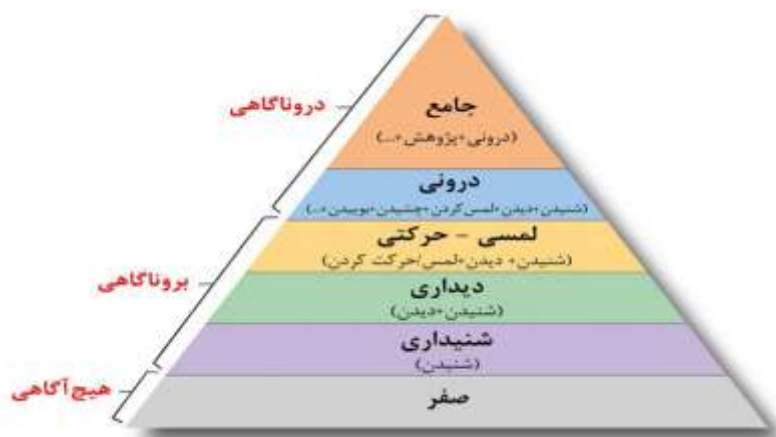 جامع
(درونی+پژوهش+...)
دروناگاهی
درونی
(شنیدن+دیدن+لمس کردن+چشیدن+بوییدن+...)
لمسی - حرکتی
(شنیدن+ دیدن+لمس/حرکت کردن)
بروناگاهی
دیداری
(شنیدن+دیدن)
شنیداری
(شنیدن)
هیچ‌آگاهی
صفر